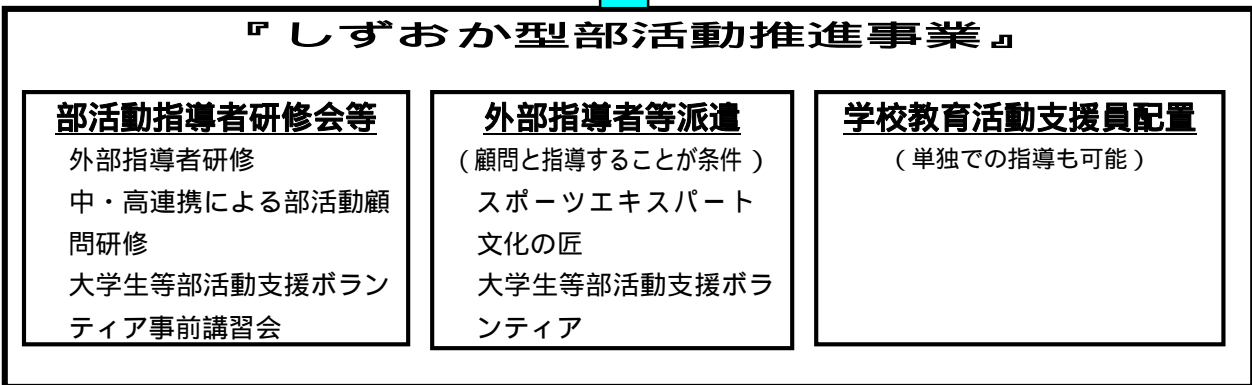 『しずおか型部活動推進事業』
部活動指導者研修会等
外部指導者研修
中・高連携による部活動顧
問研修
大学生等部活動支援ボラン
ティア事前講習会
外部指導者等派遣
（顧問と指導することが条件）
スポーツエキスパート
文化の匠
大学生等部活動支援ボラ
ンティア
学校教育活動支援員配置
（単独での指導も可能）